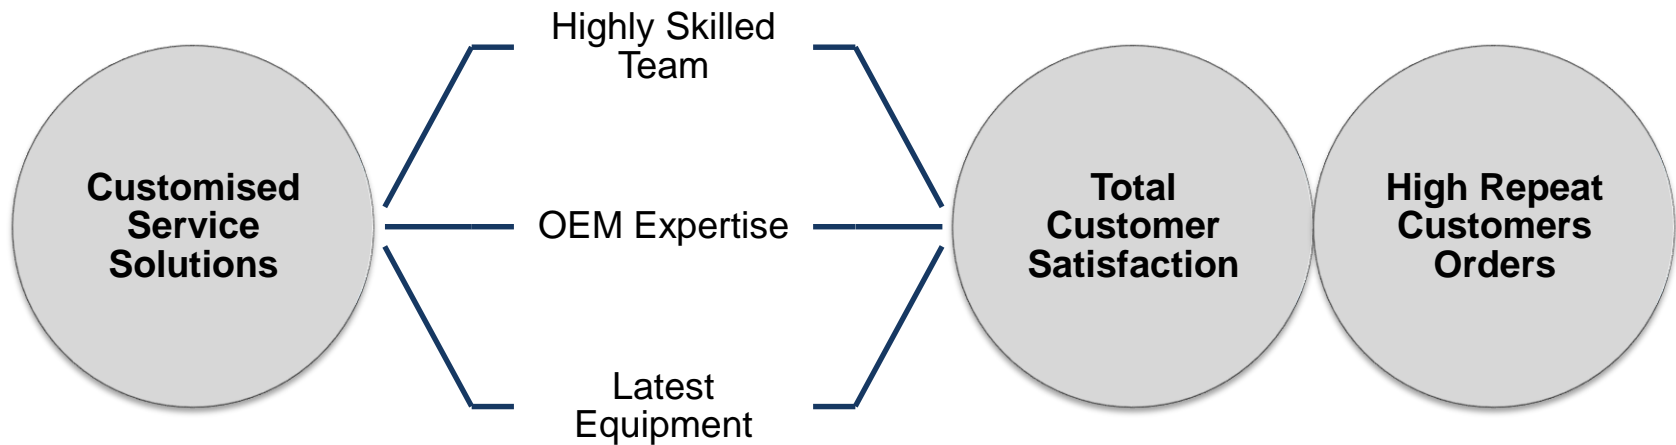 Customised
Service
Solutions
Highly Skilled
Team
OEM Expertise
Latest
Equipment
Total
Customer
Satisfaction
High Repeat
Customers
Orders